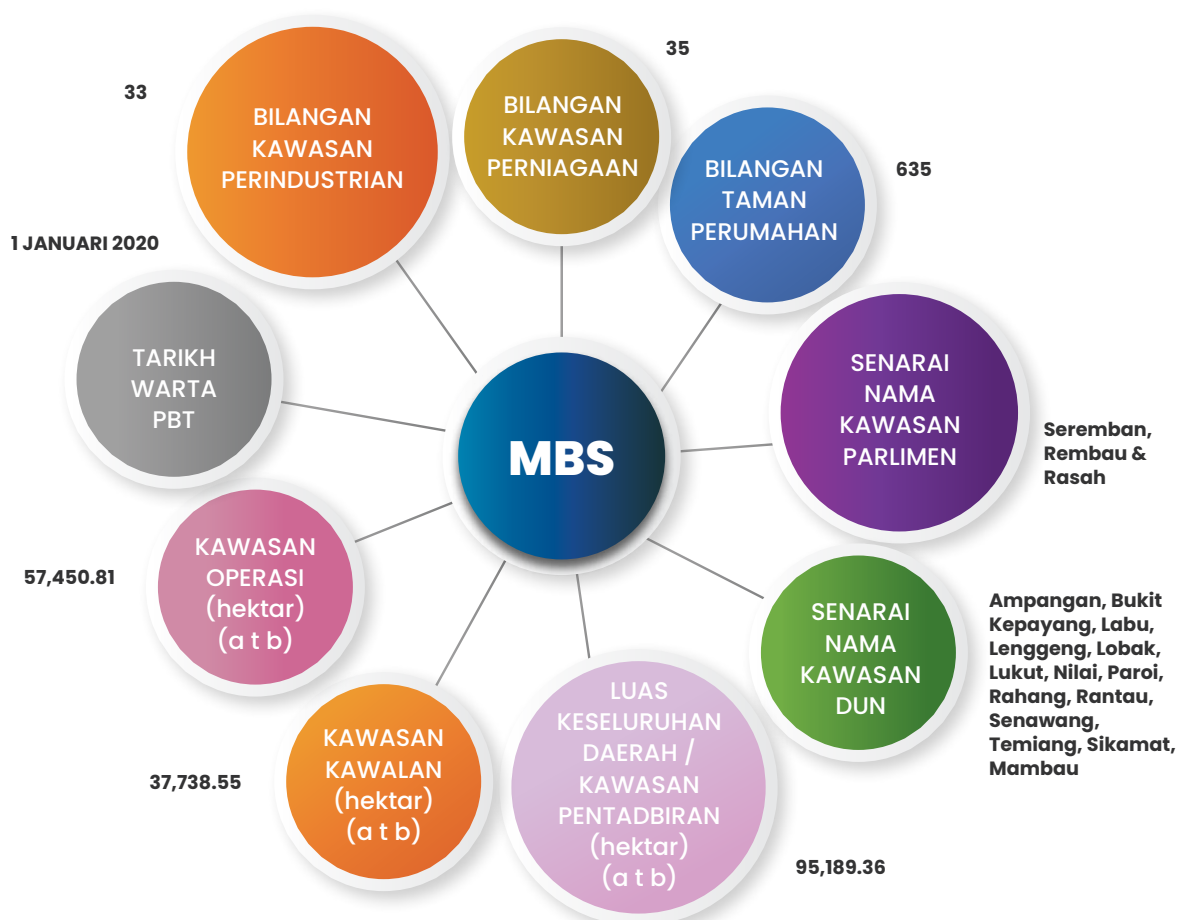 33
BILANGAN
KAWASAN
PERINDUSTRIAN
35
BILANGAN
KAWASAN
PERNIAGAAN
635
BILANGAN
TAMAN
PERUMAHAN
1 JANUARI 2020
TARIKH
WARTA
PBT
SENARAI
NAMA
KAWASAN
PARLIMEN
Seremban,
Rembau &
Rasah
MBS
57,450.81
KAWASAN
OPERASI
(hektar)
(a t b)
SENARAI
NAMA
KAWASAN
DUN
Ampangan, Bukit
Kepayang, Labu,
Lenggeng, Lobak,
Lukut, Nilai, Paroi,
Rahang, Rantau,
Senawang,
Temiang, Sikamat,
Mambau
37,738.55
KAWASAN
KAWALAN
(hektar)
(a t b)
LUAS
KESELURUHAN
DAERAH /
KAWASAN
PENTADBIRAN
(hektar)
(a t b)
95,189.36